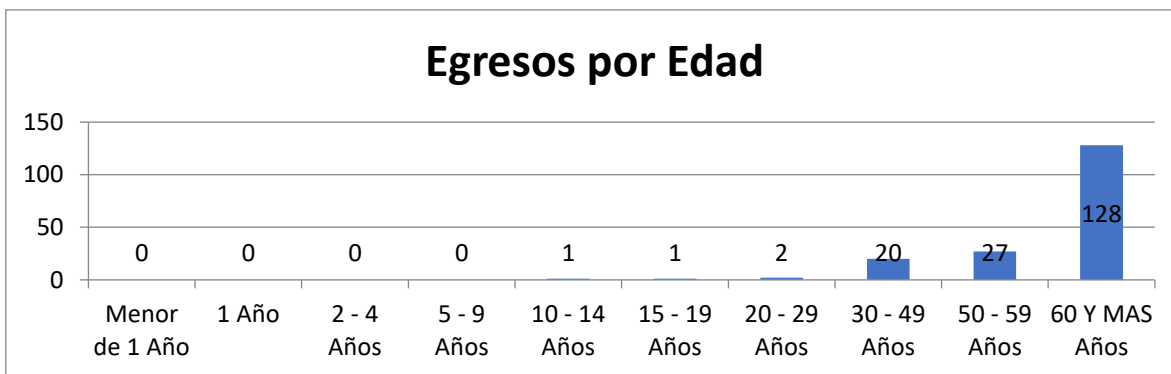 Egresos por Edad
150
100
50
0
0 0 0 0 1 1 2 20 27 128
Menor de 1 Año
1 Año
2 - 4 Años
5 - 9 Años
10 - 14 Años
15 - 19 Años
20 - 29 Años
30 - 49 Años
50 - 59 Años
60 Y MAS Años